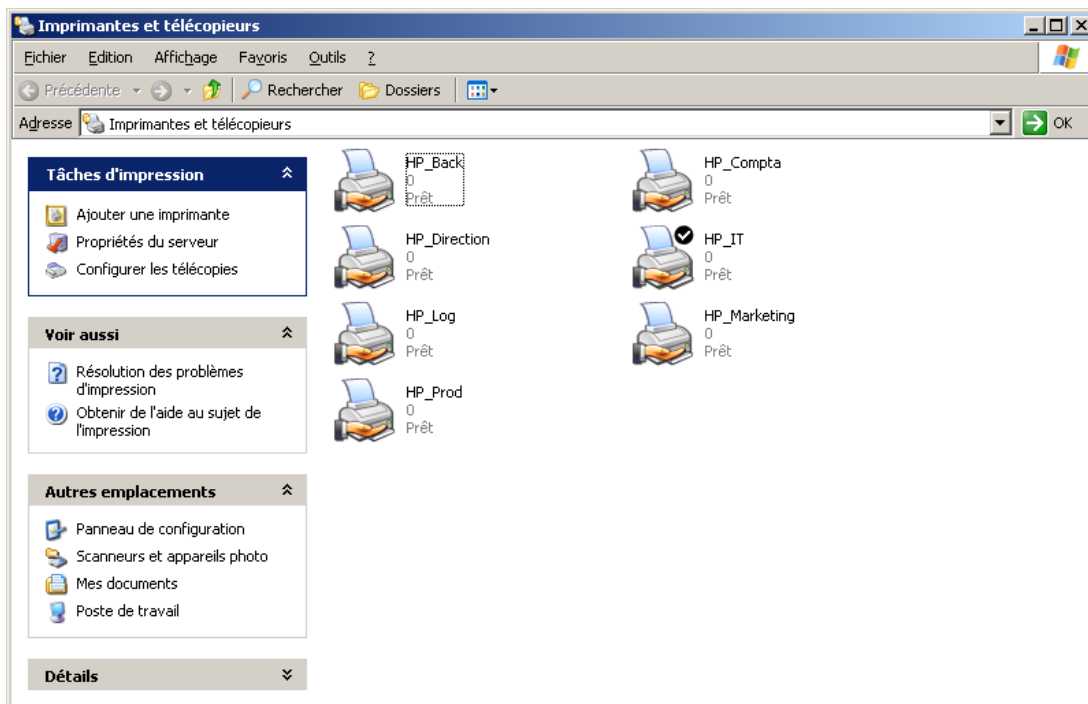 Imprimantes et télécopieurs
Fichier Edition Affichage Favoris Outils ?
Précédente Rechercher Dossiers
Adresse Imprimantes et télécopieurs OK
Tâches d'impression
Ajouter une imprimante
Propriétés du serveur
Configurer les télécopies
Voir aussi
Résolution des problèmes
d'impression
Obtenir de l'aide au sujet de
l'impression
Autres emplacements
Panneau de configuration
Scanneurs et appareils photo
Mes documents
Poste de travail
Détails
HP_Back
0
Prêt
HP_Compta
0
Prêt
HP_Direction
0
Prêt
HP_IT
0
Prêt
HP_Log
0
Prêt
HP_Marketing
0
Prêt
HP_Prod
0
Prêt